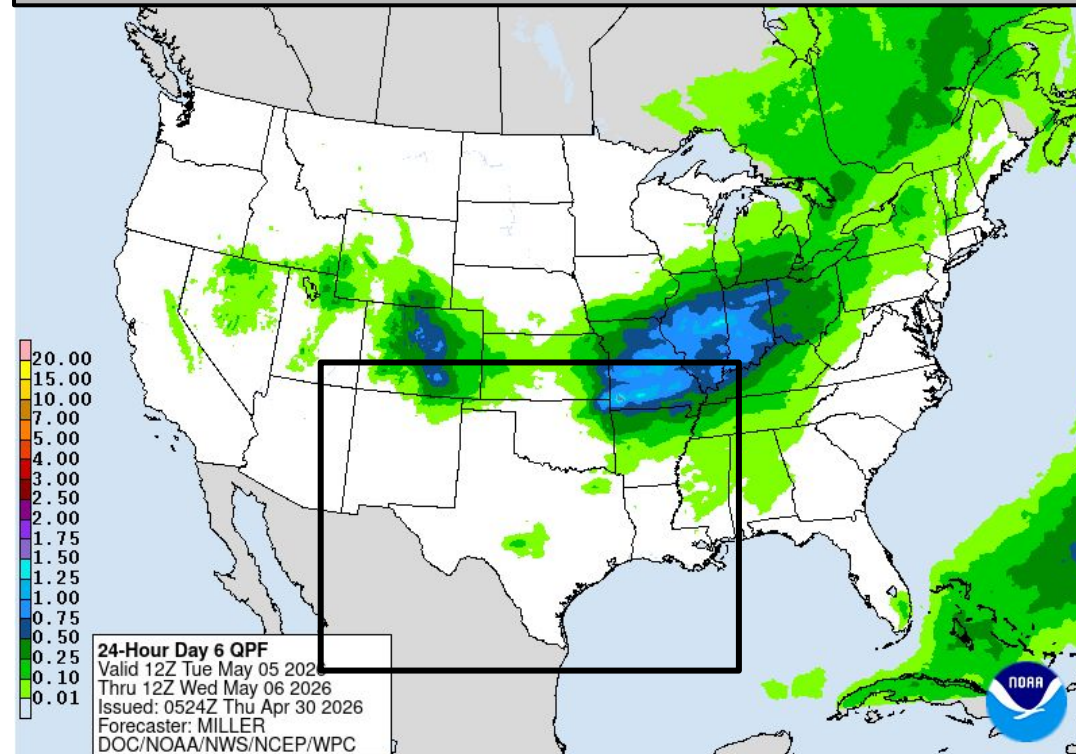 20.00
15.00
10.00
7.00
5.00
4.00
3.00
2.50
2.00
1.75
1.50
1.25
1.00
0.75
0.50
0.25
0.10
0.01
24-Hour Day 6 QPF
Valid 12Z Tue May 05 2026
Thru 12Z Wed May 06 2026
Issued: 0524Z Thu Apr 30 2026
Forecaster: MILLER
DOC/NOAA/NWS/NCEP/WPC
NOAA